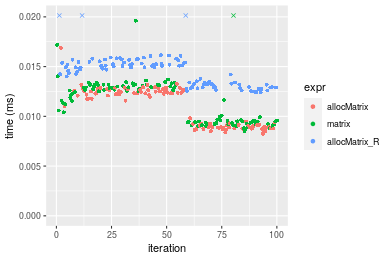 0.020
0.015
0.010
0.005
0.000
time (ms)
0
25
50
75
100
iteration
expr
allocMatrix
matrix
allocMatrix_R